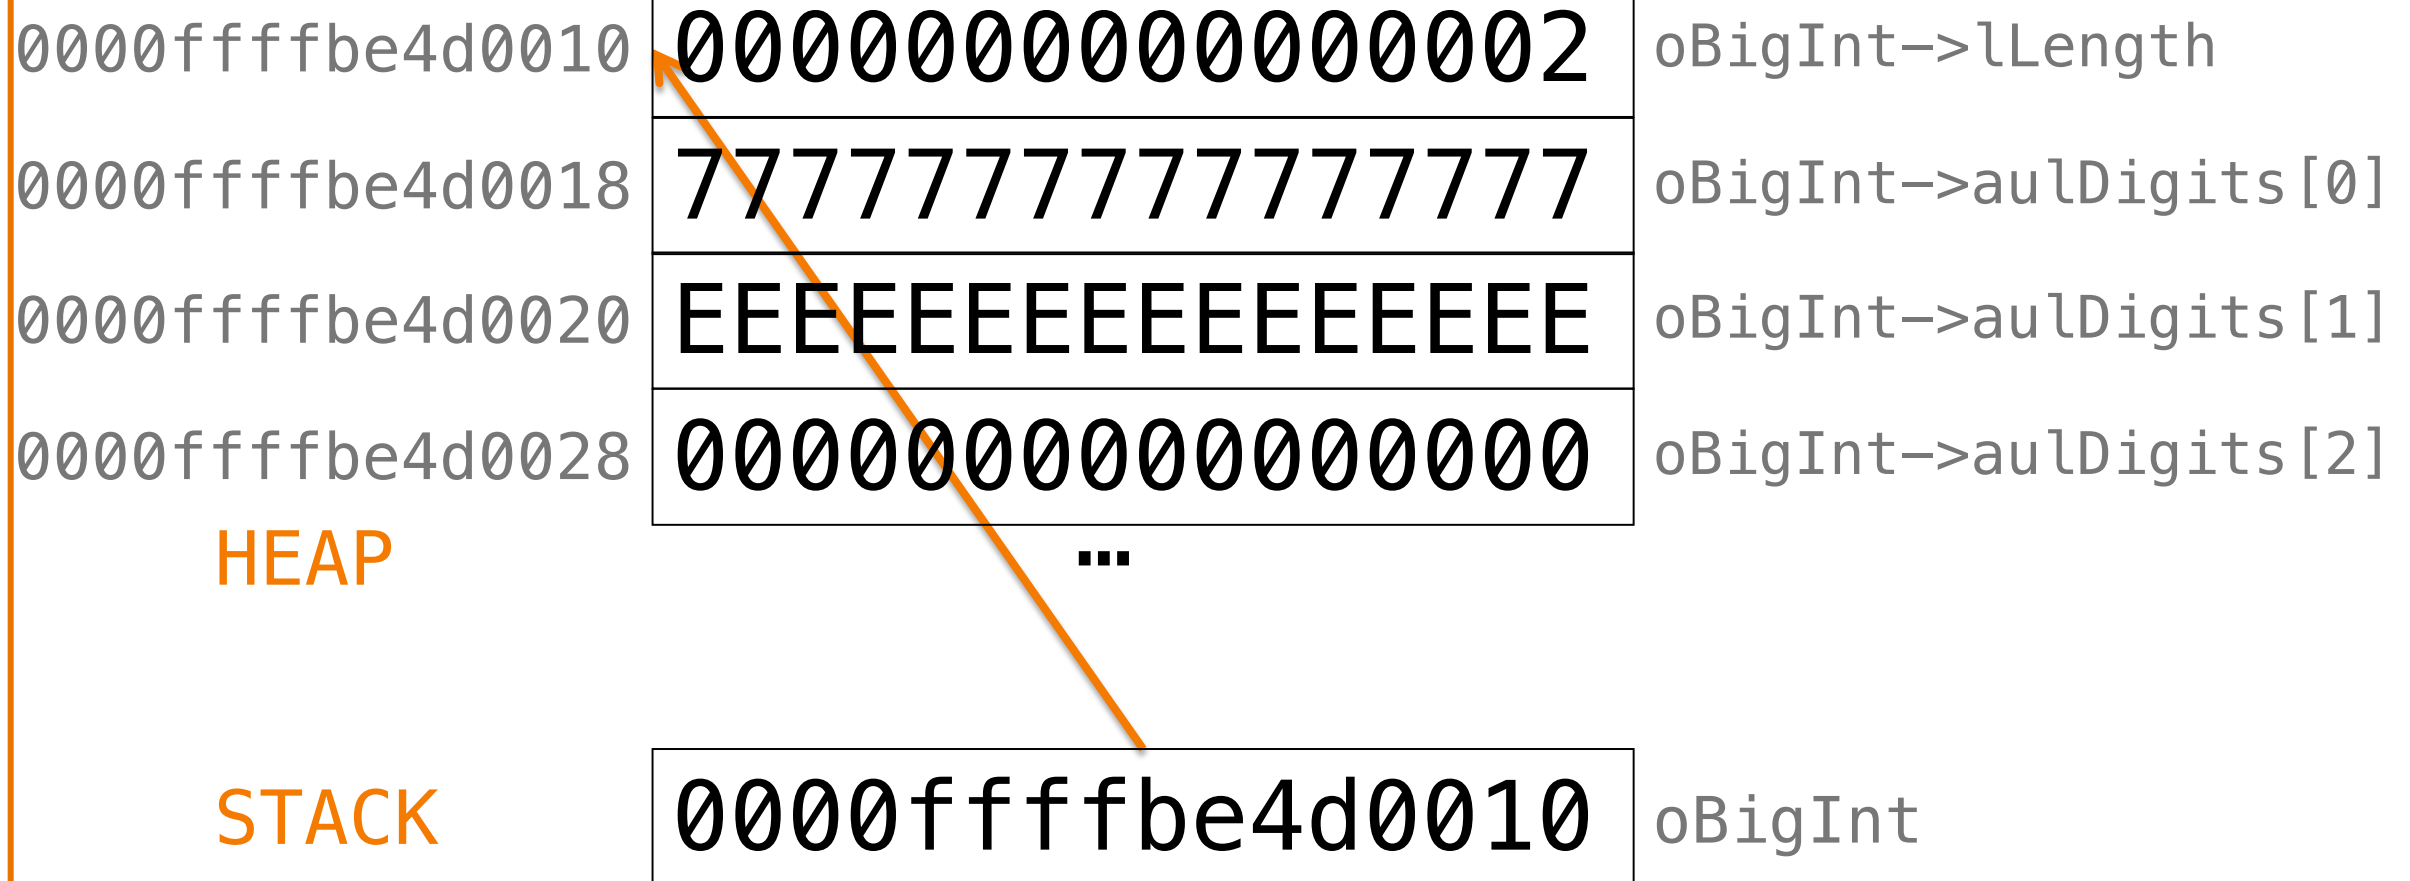 0000ffffbe4d0010 0000000000000002 oBigInt->lLength
0000ffffbe4d0018 7777777777777777 oBigInt->aulDigits[0]
0000ffffbe4d0020 EEEEEEEEEEEEEEEE oBigInt->aulDigits[1]
0000ffffbe4d0028 0000000000000000 oBigInt->aulDigits[2]
HEAP …
STACK 0000ffffbe4d0010 oBigInt